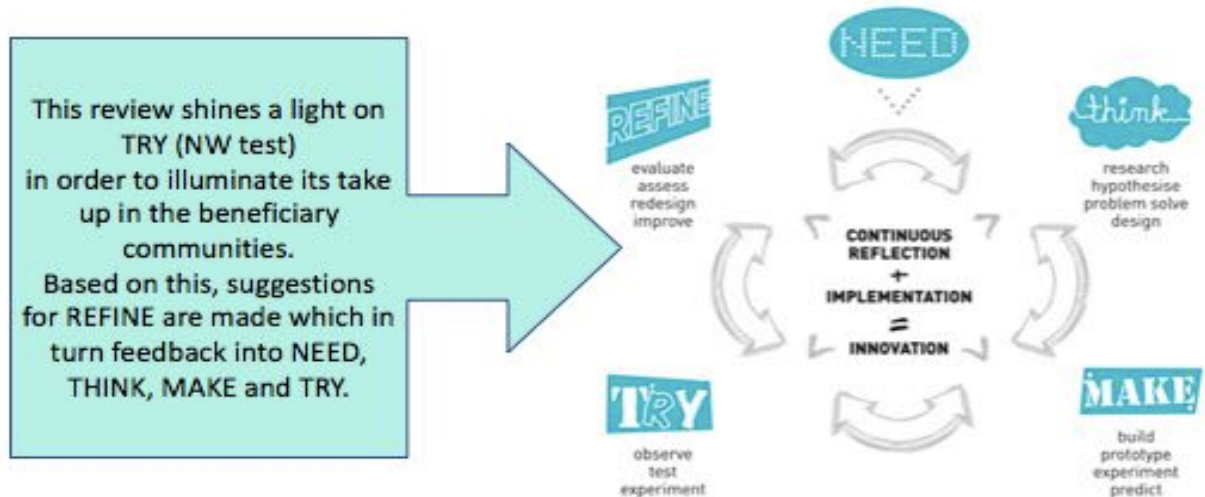 This review shines a light on
TRY (NW test)
in order to illuminate its take
up in the beneficiary
communities.
Based on this, suggestions
for REFINE are made which in
turn feedback into NEED,
THINK, MAKE and TRY.
NEED
REFINE
evaluate
assess
redesign
improve
think
research
hypothesise
problem solve
design
CONTINUOUS
REFLECTION
+
IMPLEMENTATION
=
INNOVATION
TRY
observe
test
experiment
MAKE
build
prototype
experiment
predict